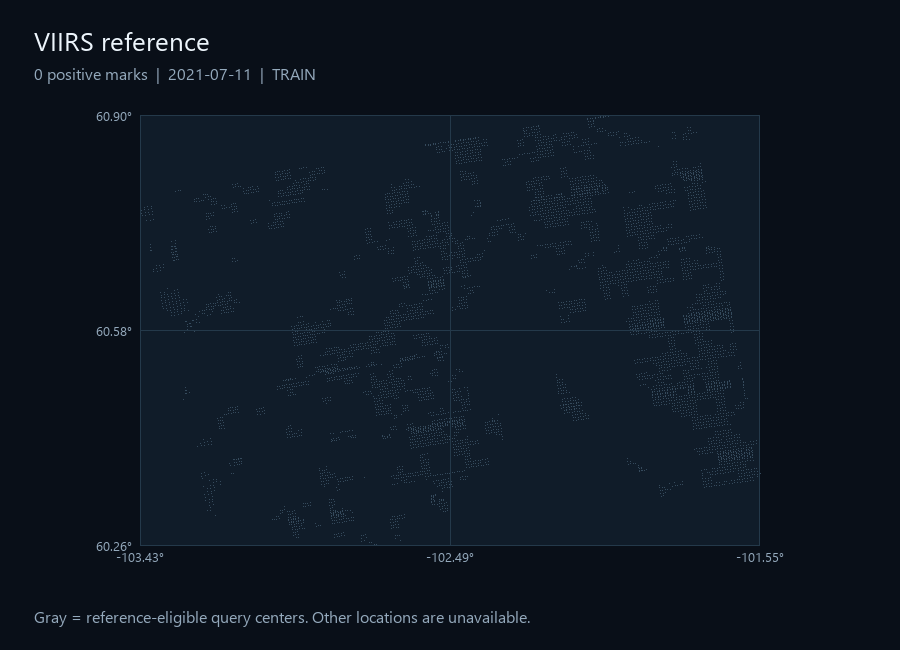 VIIRS reference
0 positive marks | 2021-07-11 | TRAIN
60.90°
60.58°
60.26°
-103.43°
-102.49°
-101.55°
Gray = reference-eligible query centers. Other locations are unavailable.